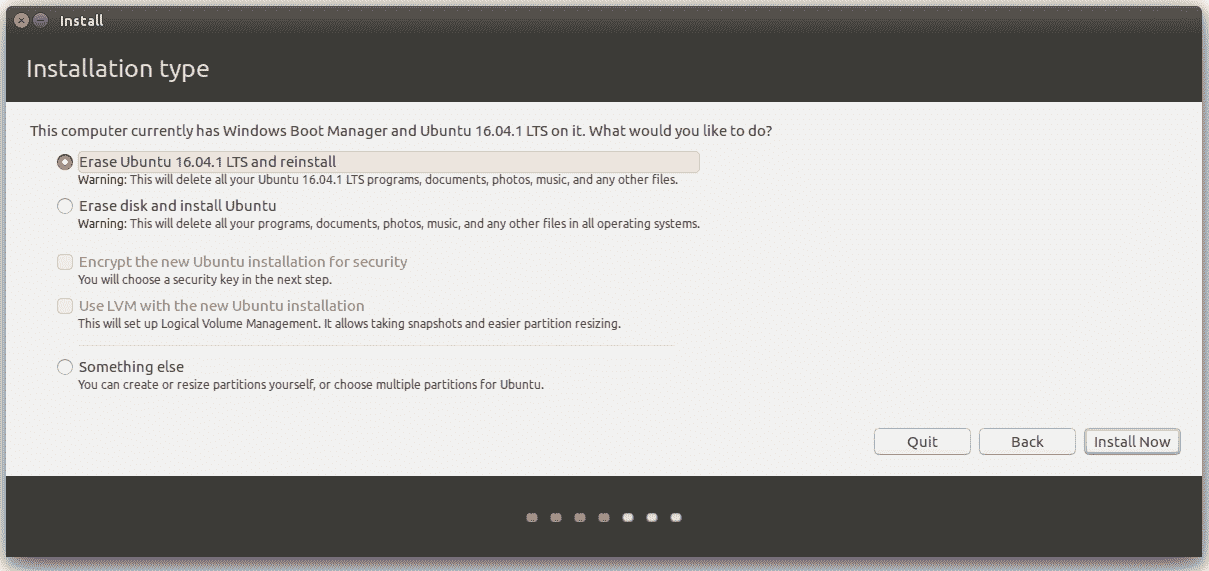 Install
Installation type
This computer currently has Windows Boot Manager and Ubuntu 16.04.1 LTS on it. What would you like to do?
Erase Ubuntu 16.04.1 LTS and reinstall
Warning: This will delete all your Ubuntu 16.04.1 LTS programs, documents, photos, music, and any other files.
Erase disk and install Ubuntu
Warning: This will delete all your programs, documents, photos, music, and any other files in all operating systems.
Encrypt the new Ubuntu installation for security
You will choose a security key in the next step.
Use LVM with the new Ubuntu installation
This will set up Logical Volume Management. It allows taking snapshots and easier partition resizing.
Something else
You can create or resize partitions yourself, or choose multiple partitions for Ubuntu.
Quit Back Install Now